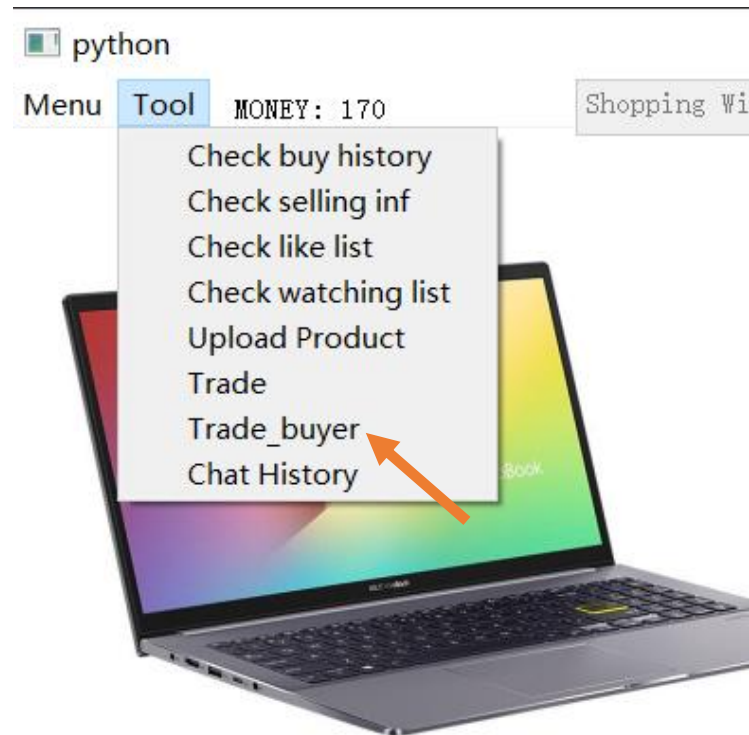 python
Menu Tool MONEY: 170 Shopping Wi
Check buy history
Check selling inf
Check like list
Check watching list
Upload Product
Trade
Trade_buyer
Chat History
Book